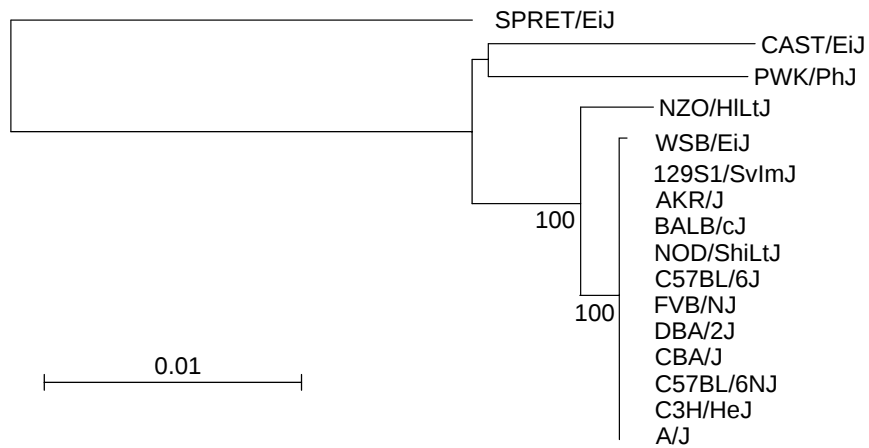 SPRET/EiJ
CAST/EiJ
PWK/PhJ
NZO/HlLtJ
WSB/EiJ
129S1/SvImJ
AKR/J
100
BALB/cJ
NOD/ShiLtJ
C57BL/6J
FVB/NJ
100
DBA/2J
CBA/J
0.01
C57BL/6NJ
C3H/HeJ
A/J